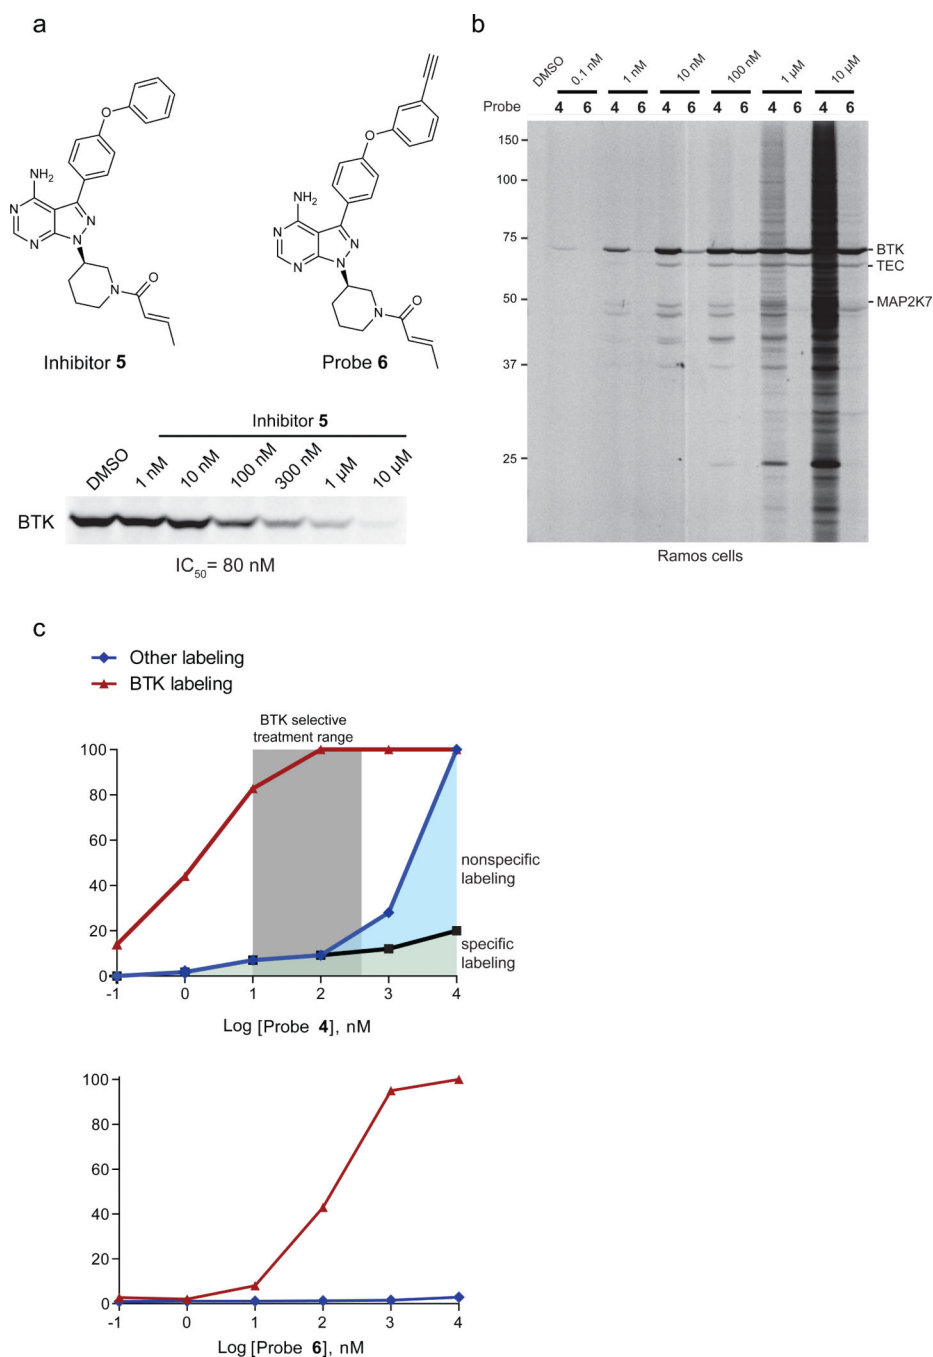 a
O
NH2
N
N
N
N
N
N
O
Inhibitor 5
O
NH2
N
N
N
N
N
N
O
Probe 6
Inhibitor 5
DMSO
1 nM
10 nM
100 nM
300 nM
1 µM
10 µM
BTK
IC50= 80 nM
b
DMSO
0.1 nM
1 nM
10 nM
100 nM
1 µM
10 µM
Probe 4 6 4 6 4 6 4 6 4 6 4 6
150
100
75
50
37
25
BTK
TEC
MAP2K7
Ramos cells
c
Other labeling
BTK labeling
BTK selective
treatment range
100
80
60
40
20
0
nonspecific
labeling
specific
labeling
-1 0 1 2 3 4
Log [Probe 4], nM
100
80
60
40
20
0
-1 0 1 2 3 4
Log [Probe 6], nM